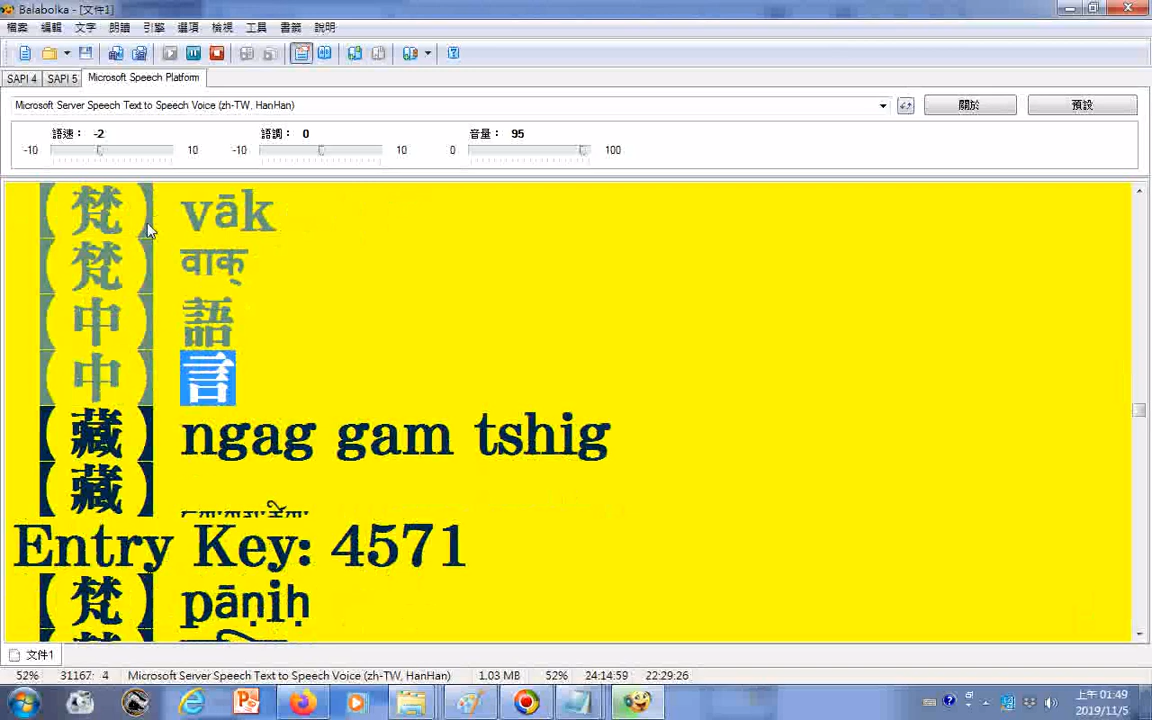 Balabolka - [文件1]
檔案 編輯 文字 朗讀 引擎 選項 檢視 工具 書籤 說明
SAPI 4 SAPI 5 Microsoft Speech Platform
Microsoft Server Speech Text to Speech Voice (zh-TW, HanHan) 關於 預設
語速： -2 語調： 0 音量： 95
-10 10 -10 10 0 100
【梵】 vāk
【梵】 वाक्
【中】 語
【中】 言
【藏】 ngag gam tshig
【藏】
Entry Key: 4571
【梵】 pāṇiḥ
文件1
52% 31167: 4 Microsoft Server Speech Text to Speech Voice (zh-TW, HanHan) 1.03 MB 52% 24:14:59 22:29:26
上午 01:49
2019/11/5